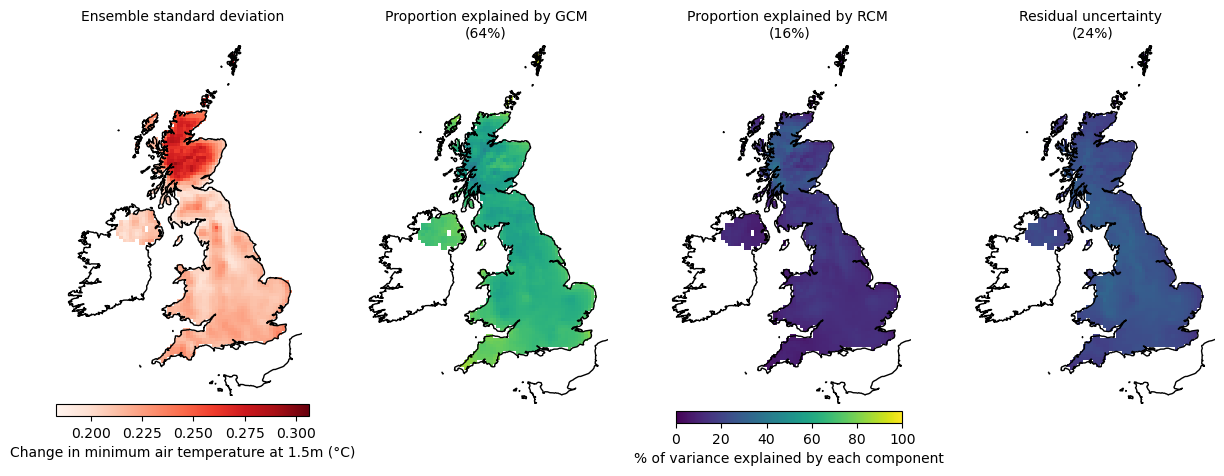 Ensemble standard deviation
Proportion explained by GCM
(64%)
Proportion explained by RCM
(16%)
Residual uncertainty
(24%)
0.200 0.225 0.250 0.275 0.300
Change in minimum air temperature at 1.5m (°C)
0 20 40 60 80 100
% of variance explained by each component